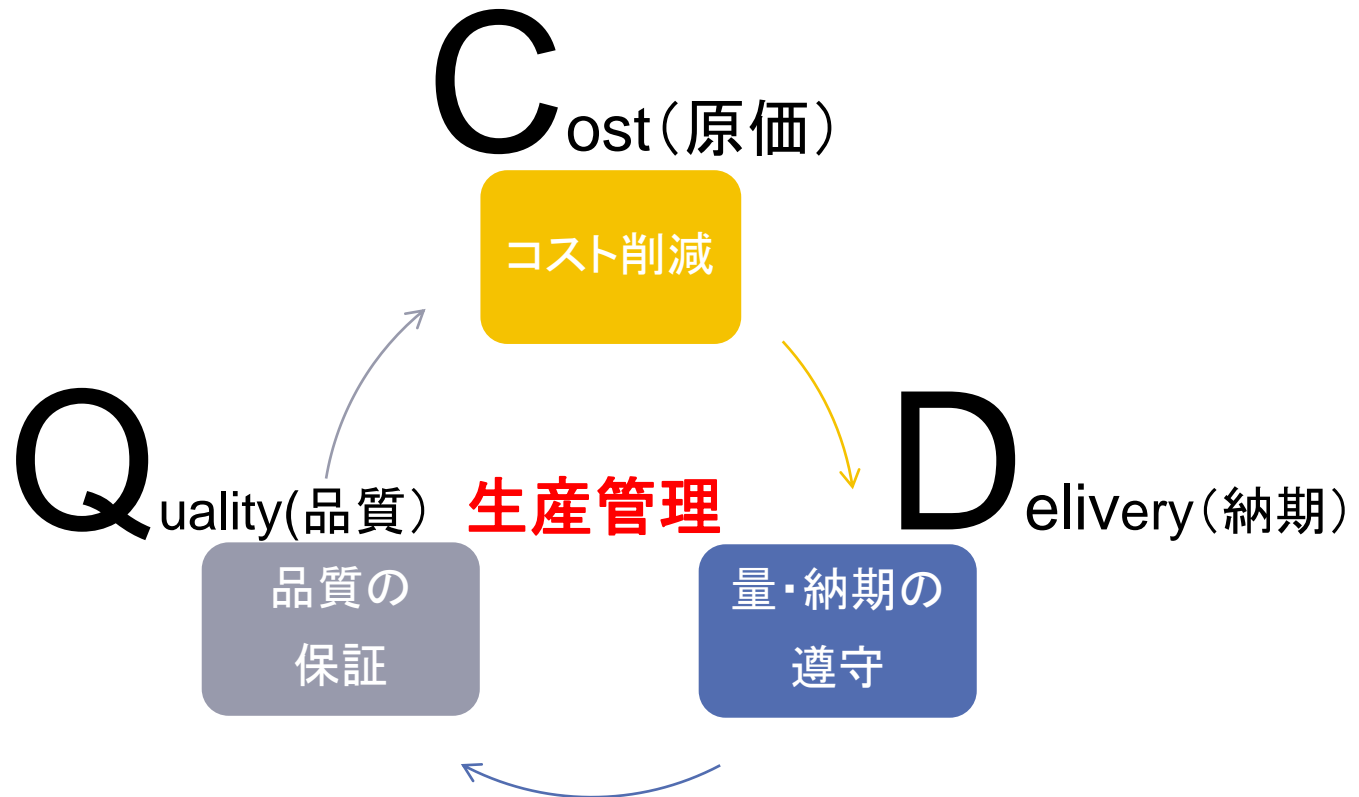 Cost（原価）
コスト削減
Quality(品質）
生産管理
Delivery（納期）
品質の
保証
量・納期の
遵守